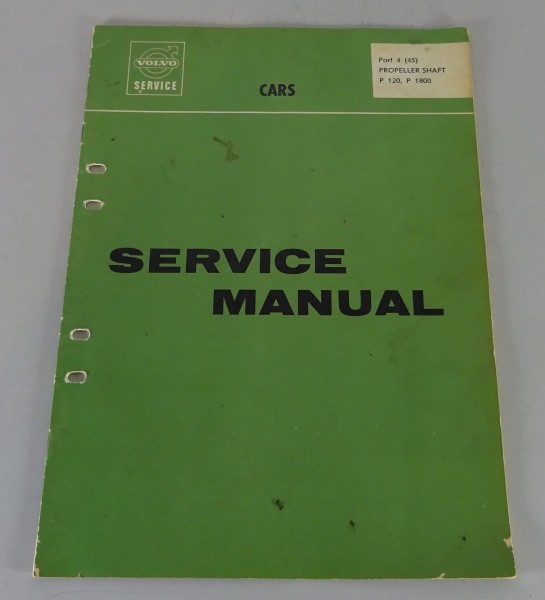 VOLVO
SERVICE
CARS
Part 4 (45)
PROPELLER SHAFT
P 120, P 1800
SERVICE
MANUAL